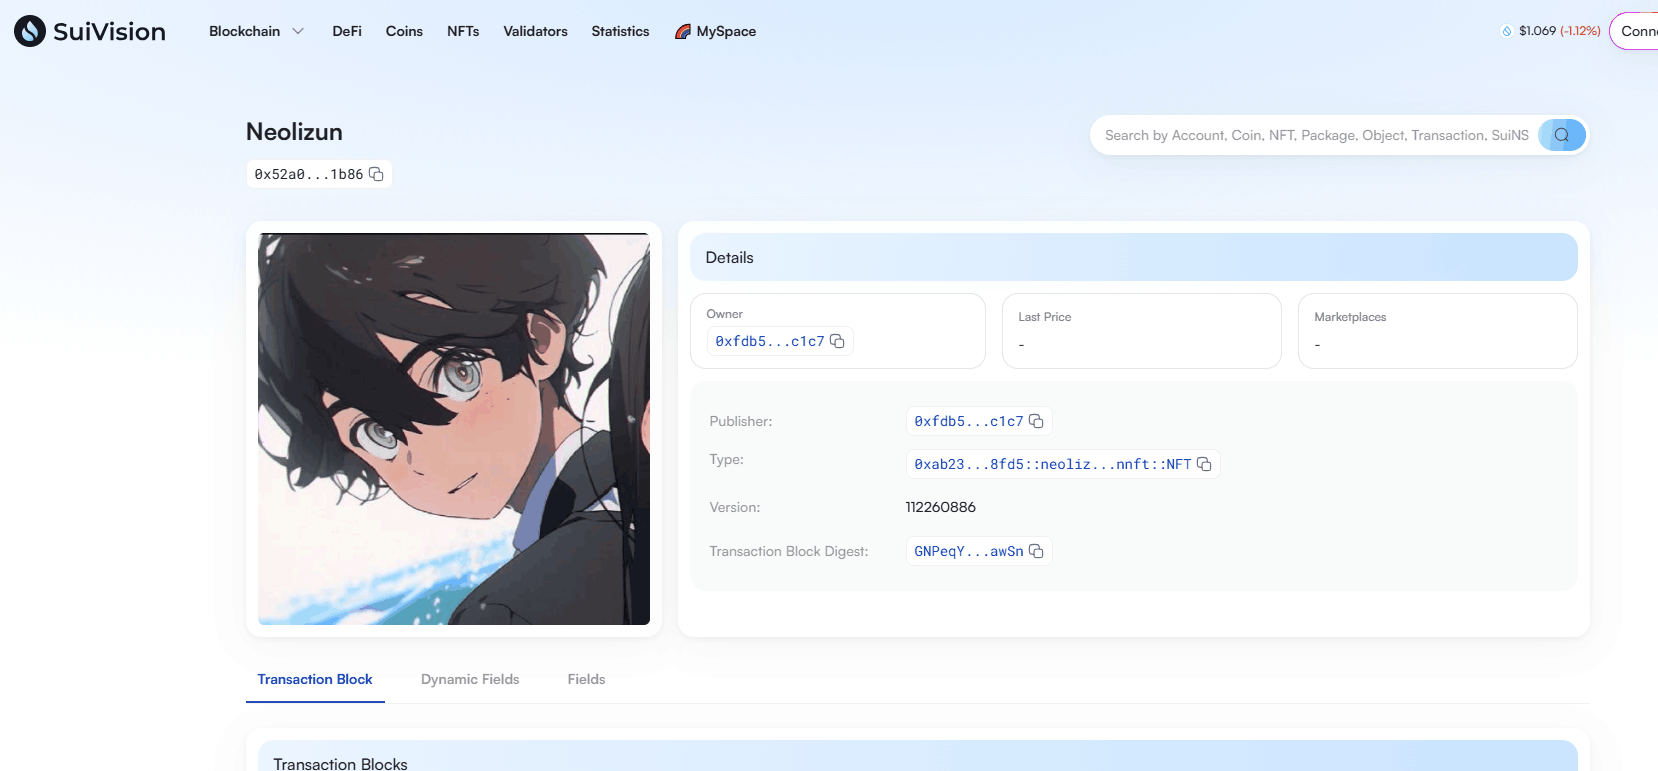 SuiVision Blockchain DeFi Coins NFTs Validators Statistics MySpace $1.069 (-1.12%) Conne
Neolizun
Search by Account, Coin, NFT, Package, Object, Transaction, SuiNS
0x52a0...1b86
Details
Owner
0xfdb5...c1c7
Last Price
-
Marketplaces
-
Publisher: 0xfdb5...c1c7
Type: 0xab23...8fd5::neoliz...nnft::NFT
Version: 112260886
Transaction Block Digest: GNPeqY...awSn
Transaction Block Dynamic Fields Fields
Transaction Blocks